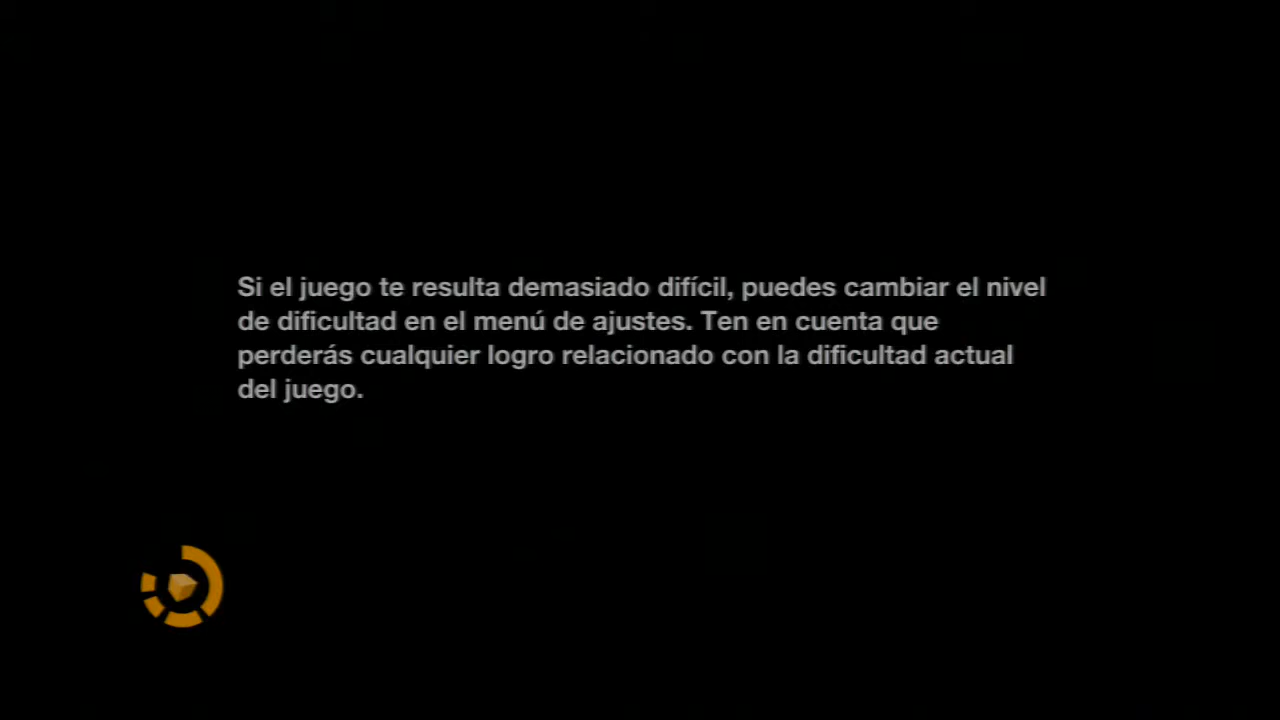 Si el juego te resulta demasiado difícil, puedes cambiar el nivel
de dificultad en el menú de ajustes. Ten en cuenta que
perderás cualquier logro relacionado con la dificultad actual
del juego.